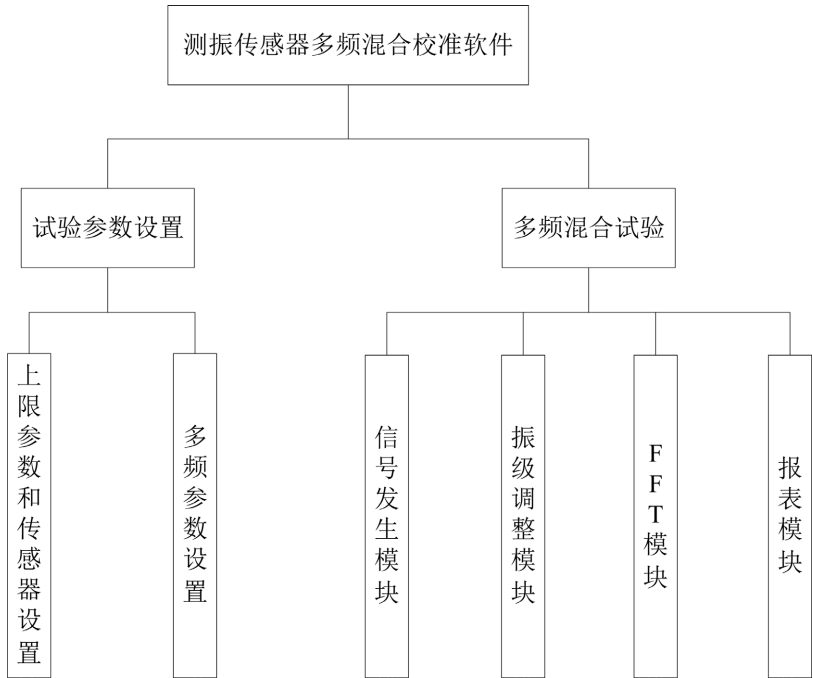 测振传感器多频混合校准软件
试验参数设置
多频混合试验
上限参数和传感器设置
多频参数设置
信号发生模块
振级调整模块
FFT模块
报表模块